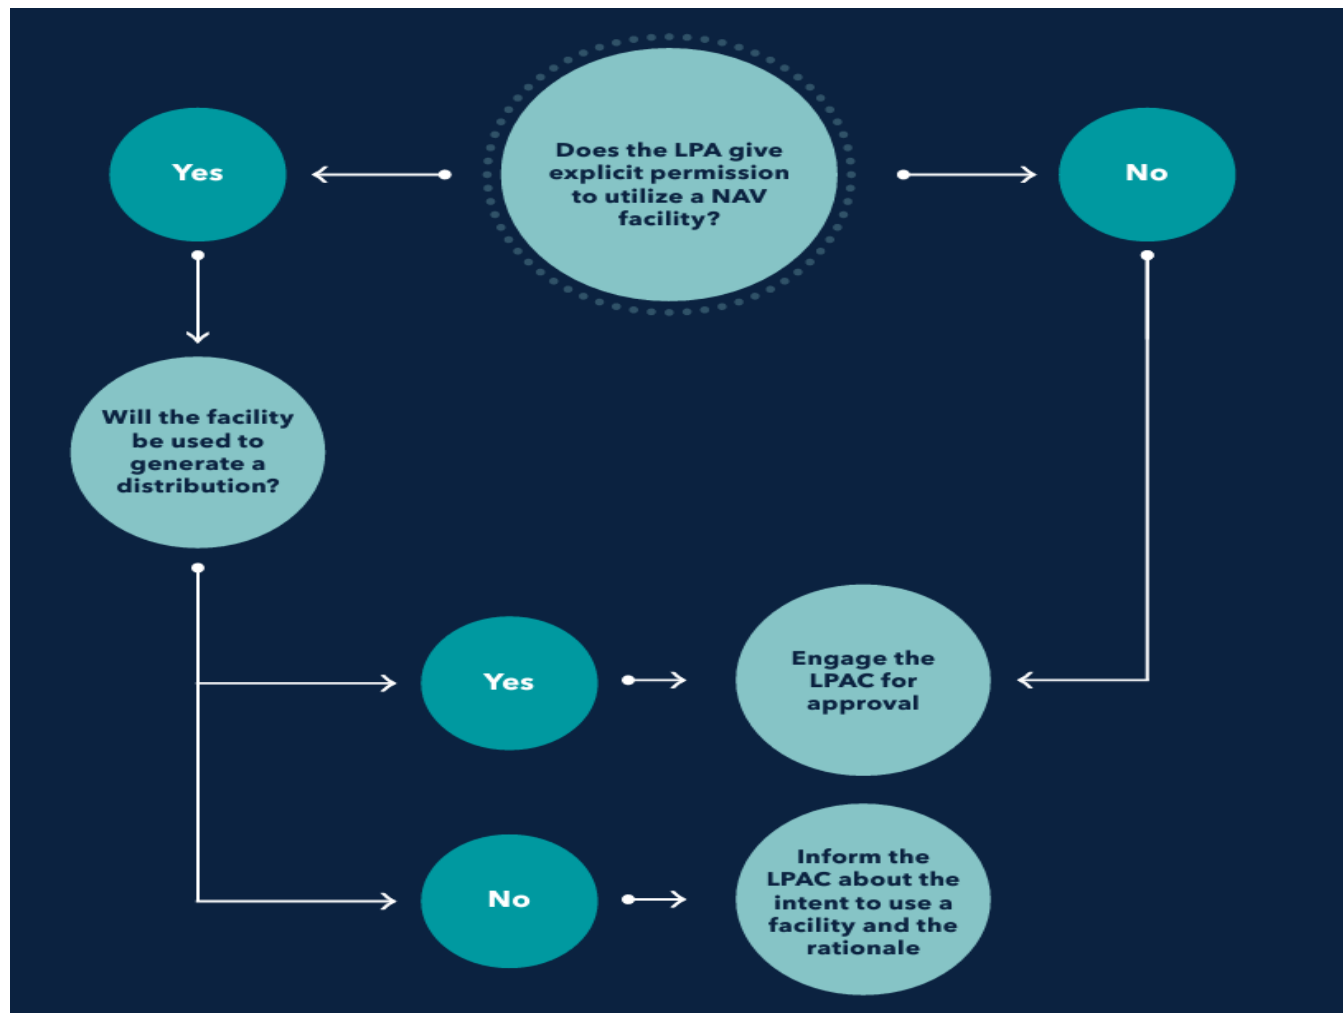 Does the LPA give
explicit permission
to utilize a NAV
facility?
Yes
No
Will the facility
be used to
generate a
distribution?
Yes
Engage the
LPAC for
approval
No
Inform the
LPAC about the
intent to use a
facility and the
rationale